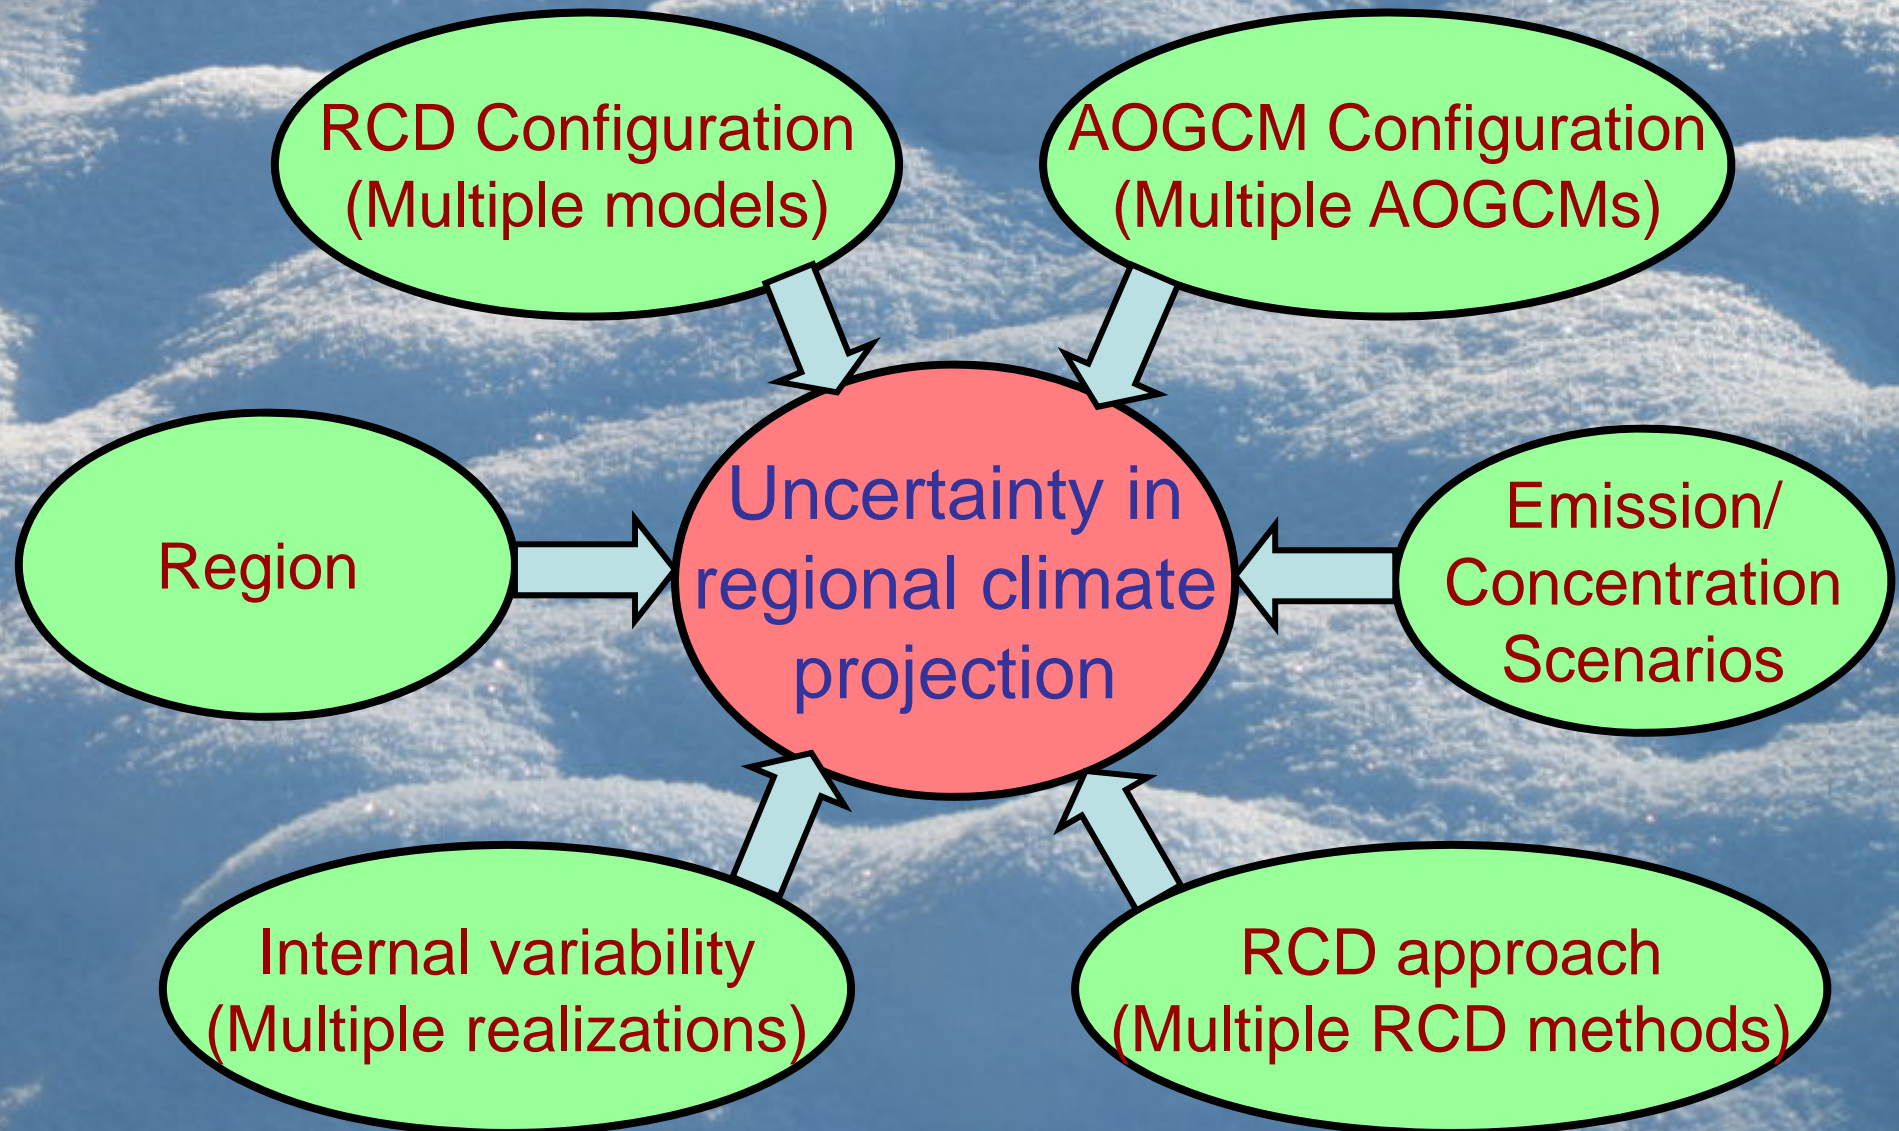 RCD Configuration
(Multiple models)
AOGCM Configuration
(Multiple AOGCMs)
Region
Uncertainty in
regional climate
projection
Emission/
Concentration
Scenarios
Internal variability
(Multiple realizations)
RCD approach
(Multiple RCD methods)